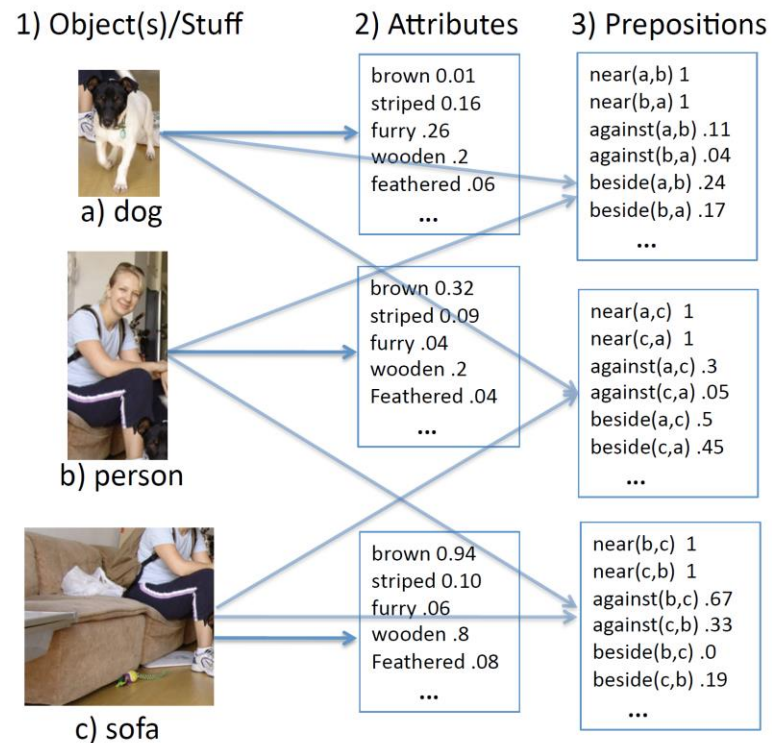 1) Object(s)/Stuff
2) Attributes
3) Prepositions
a) dog
brown 0.01
striped 0.16
furry .26
wooden .2
feathered .06
...
near(a,b) 1
near(b,a) 1
against(a,b) .11
against(b,a) .04
beside(a,b) .24
beside(b,a) .17
...
b) person
brown 0.32
striped 0.09
furry .04
wooden .2
Feathered .04
...
near(a,c) 1
near(c,a) 1
against(a,c) .3
against(c,a) .05
beside(a,c) .5
beside(c,a) .45
...
c) sofa
brown 0.94
striped 0.10
furry .06
wooden .8
Feathered .08
...
near(b,c) 1
near(c,b) 1
against(b,c) .67
against(c,b) .33
beside(b,c) .0
beside(c,b) .19
...